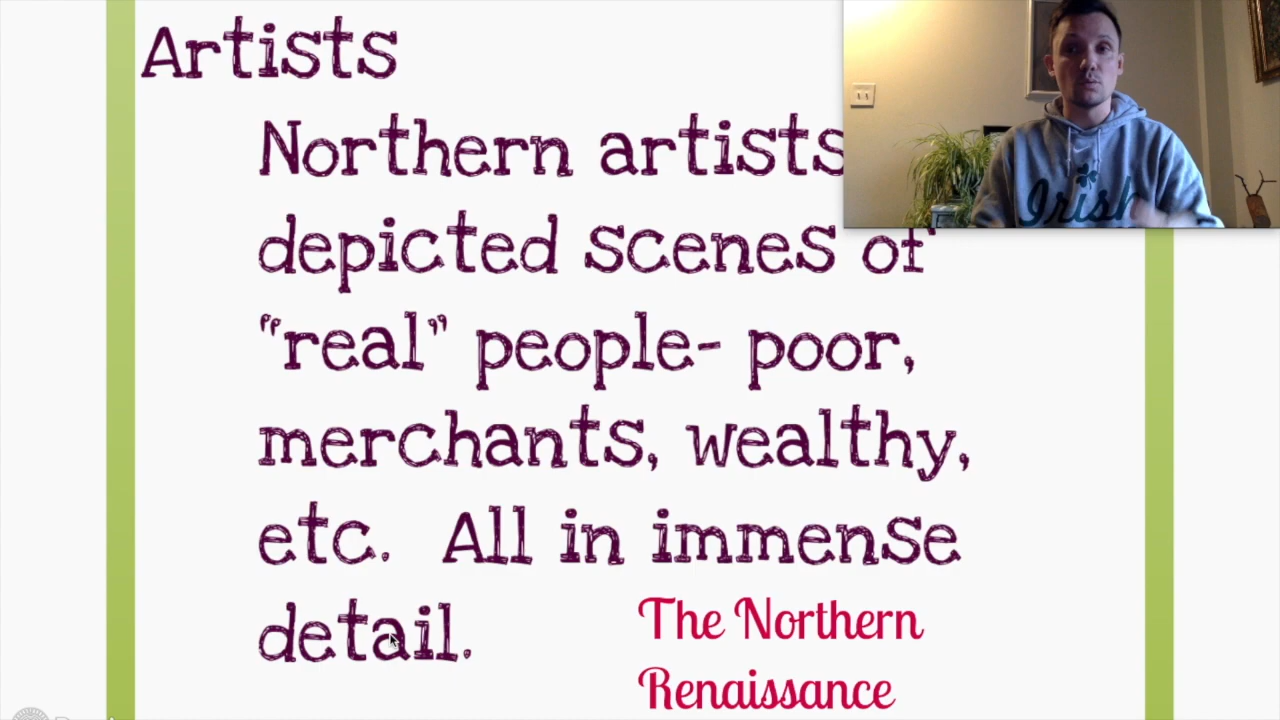 Artists
Northern artists
depicted scenes of
“real” people- poor,
merchants, wealthy,
etc. All in immense
detail.
The Northern
Renaissance
Irish